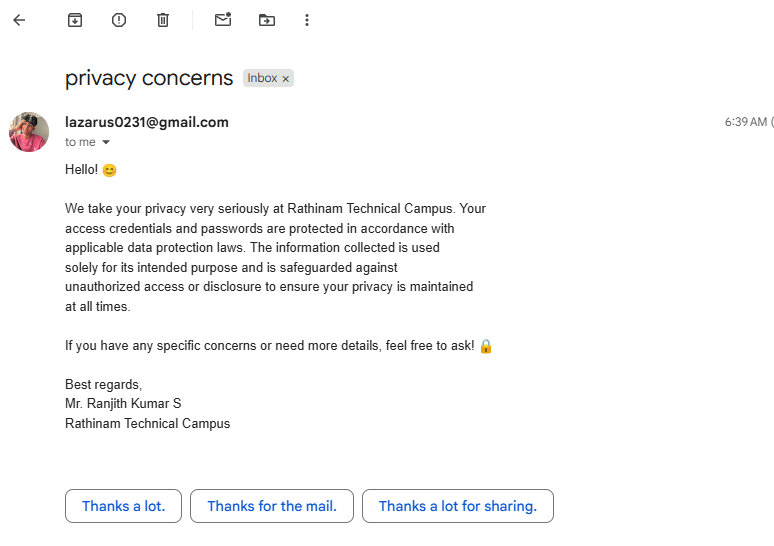 privacy concerns Inbox ×
lazarus0231@gmail.com 6:39 AM (
to me
Hello! 😊
We take your privacy very seriously at Rathinam Technical Campus. Your
access credentials and passwords are protected in accordance with
applicable data protection laws. The information collected is used
solely for its intended purpose and is safeguarded against
unauthorized access or disclosure to ensure your privacy is maintained
at all times.
If you have any specific concerns or need more details, feel free to ask! 🔒
Best regards,
Mr. Ranjith Kumar S
Rathinam Technical Campus
Thanks a lot. Thanks for the mail. Thanks a lot for sharing.